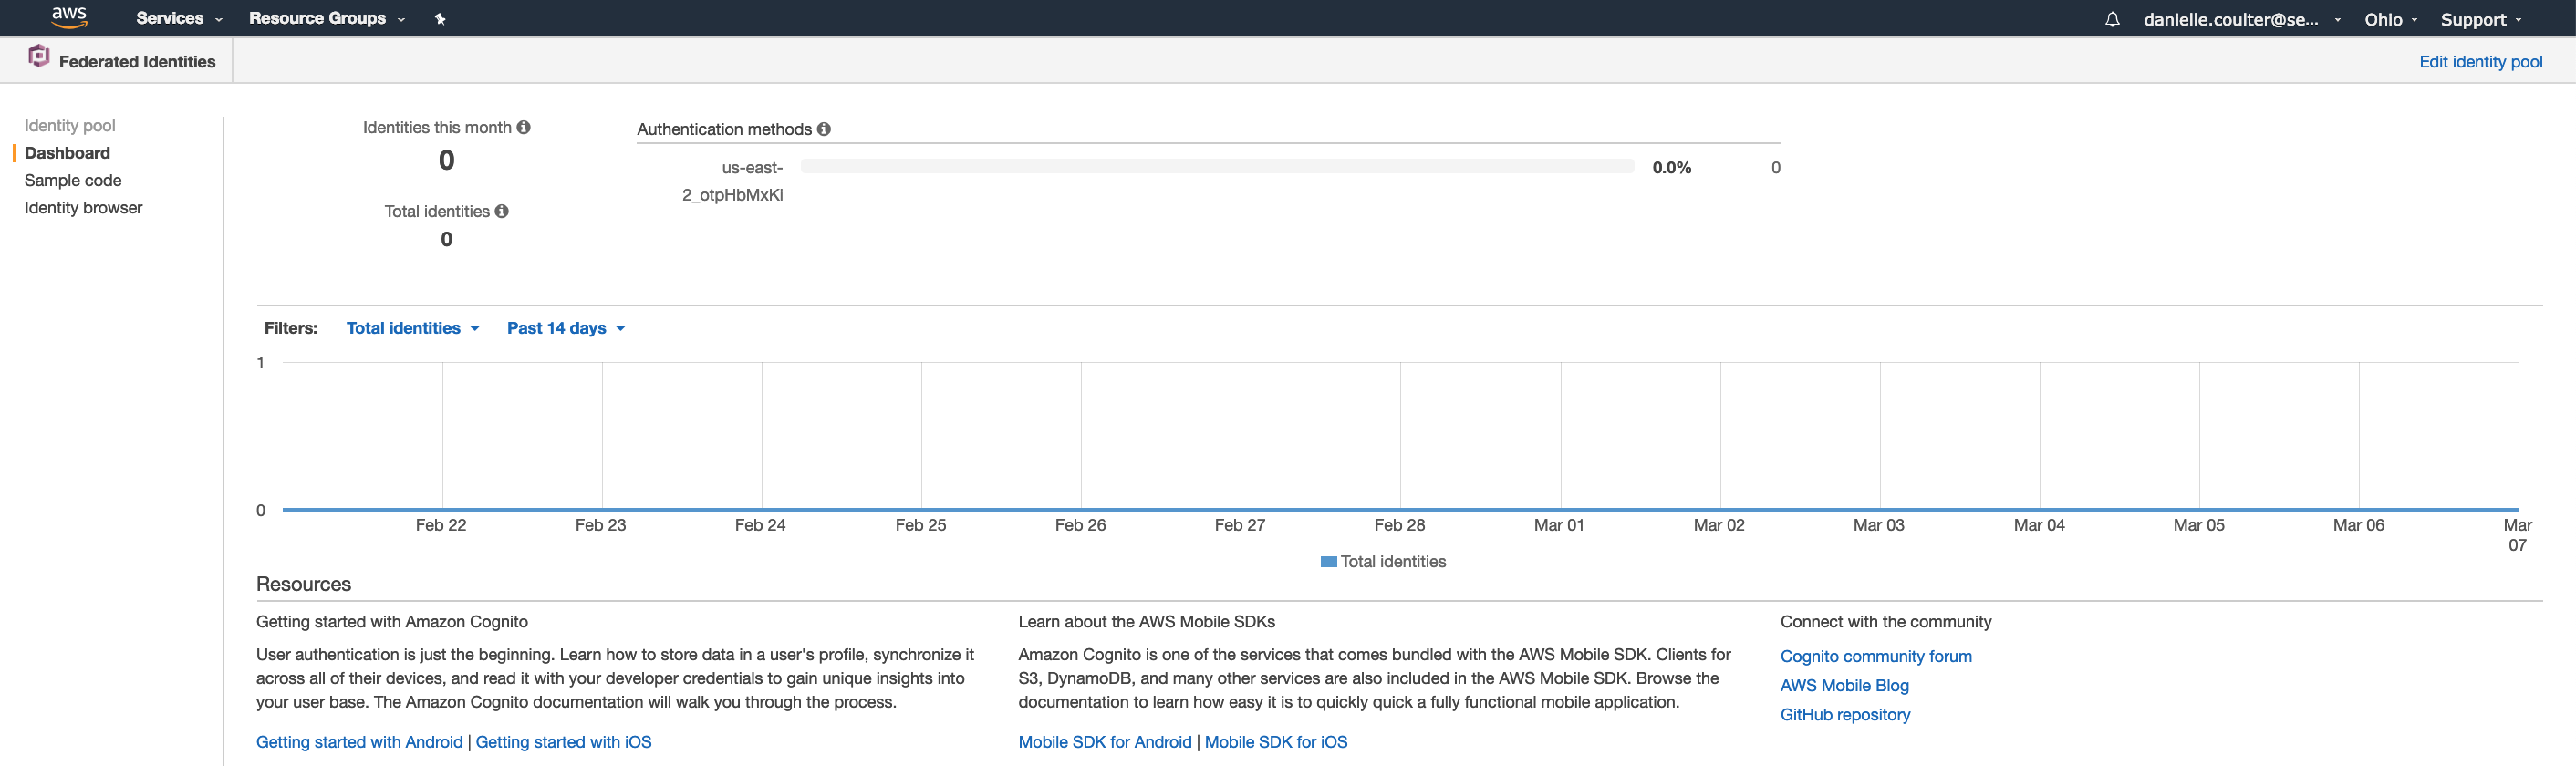 aws Services Resource Groups danielle.coulter@se... Ohio Support
Federated Identities Edit identity pool
Identity pool
Dashboard
Sample code
Identity browser
Identities this month
0
Total identities
0
Authentication methods
us-east-
2_otpHbMxKi
0.0% 0
Filters: Total identities Past 14 days
1
0
Feb 22 Feb 23 Feb 24 Feb 25 Feb 26 Feb 27 Feb 28 Mar 01 Mar 02 Mar 03 Mar 04 Mar 05 Mar 06 Mar
07
Total identities
Resources
Getting started with Amazon Cognito
User authentication is just the beginning. Learn how to store data in a user's profile, synchronize it
across all of their devices, and read it with your developer credentials to gain unique insights into
your user base. The Amazon Cognito documentation will walk you through the process.
Getting started with Android | Getting started with iOS
Learn about the AWS Mobile SDKs
Amazon Cognito is one of the services that comes bundled with the AWS Mobile SDK. Clients for
S3, DynamoDB, and many other services are also included in the AWS Mobile SDK. Browse the
documentation to learn how easy it is to quickly quick a fully functional mobile application.
Mobile SDK for Android | Mobile SDK for iOS
Connect with the community
Cognito community forum
AWS Mobile Blog
GitHub repository